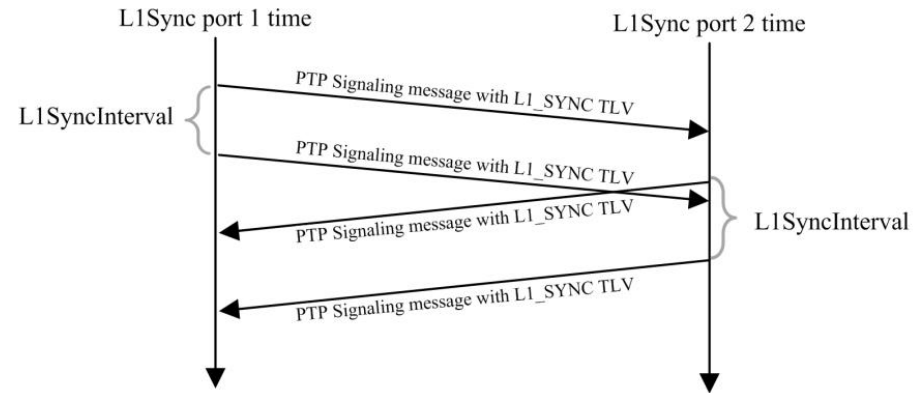 L1Sync port 1 time
L1Sync port 2 time
PTP Signaling message with L1_SYNC TLV
L1SyncInterval
PTP Signaling message with L1_SYNC TLV
PTP Signaling message with L1_SYNC TLV
L1SyncInterval
PTP Signaling message with L1_SYNC TLV